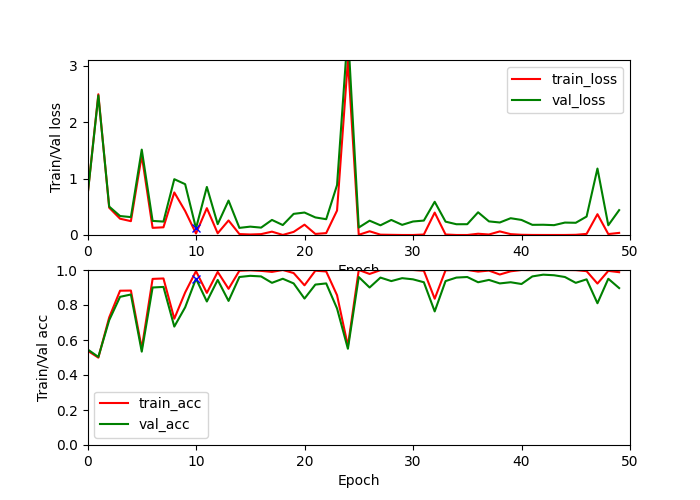 3
2
1
0
Train/Val loss
train_loss
val_loss
0 10 20 30 40 50
Epoch
1.0
0.8
0.6
0.4
0.2
0.0
Train/Val acc
train_acc
val_acc
0 10 20 30 40 50
Epoch